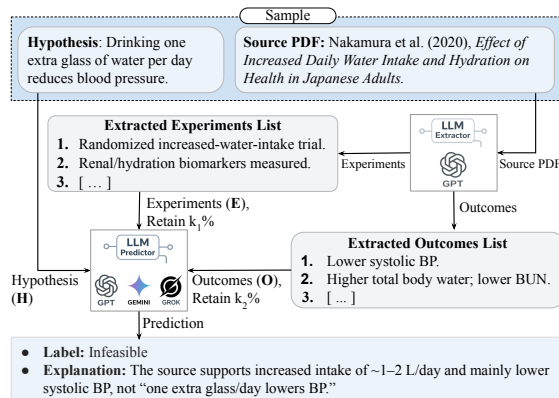 Sample
Hypothesis: Drinking one
extra glass of water per day
reduces blood pressure.
Source PDF: Nakamura et al. (2020), Effect of
Increased Daily Water Intake and Hydration on
Health in Japanese Adults.
Extracted Experiments List
1. Randomized increased-water-intake trial.
2. Renal/hydration biomarkers measured.
3. [ ... ]
Experiments
LLM
Extractor
GPT
Source PDF
Experiments (E),
Retain k₁%
Outcomes
LLM
Predictor
GPT
GEMINI
GROK
Hypothesis
(H)
Outcomes (O),
Retain k₂%
Extracted Outcomes List
1. Lower systolic BP.
2. Higher total body water; lower BUN.
3. [ ... ]
Prediction
● Label: Infeasible
● Explanation: The source supports increased intake of ~1–2 L/day and mainly lower
systolic BP, not “one extra glass/day lowers BP.”